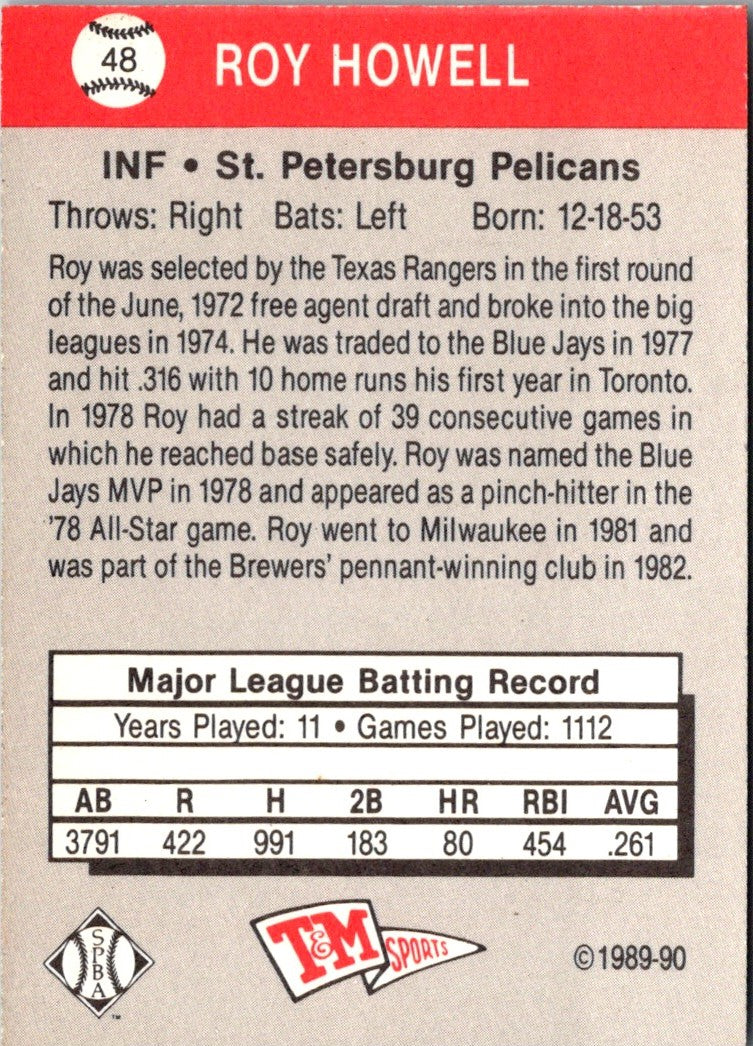 48 ROY HOWELL
INF • St. Petersburg Pelicans
Throws: Right Bats: Left Born: 12-18-53
Roy was selected by the Texas Rangers in the first round
of the June, 1972 free agent draft and broke into the big
leagues in 1974. He was traded to the Blue Jays in 1977
and hit .316 with 10 home runs his first year in Toronto.
In 1978 Roy had a streak of 39 consecutive games in
which he reached base safely. Roy was named the Blue
Jays MVP in 1978 and appeared as a pinch-hitter in the
'78 All-Star game. Roy went to Milwaukee in 1981 and
was part of the Brewers' pennant-winning club in 1982.
Major League Batting Record
Years Played: 11 • Games Played: 1112
AB R H 2B HR RBI AVG
3791 422 991 183 80 454 .261
SPBA ™
T&M SPORTS
©1989-90